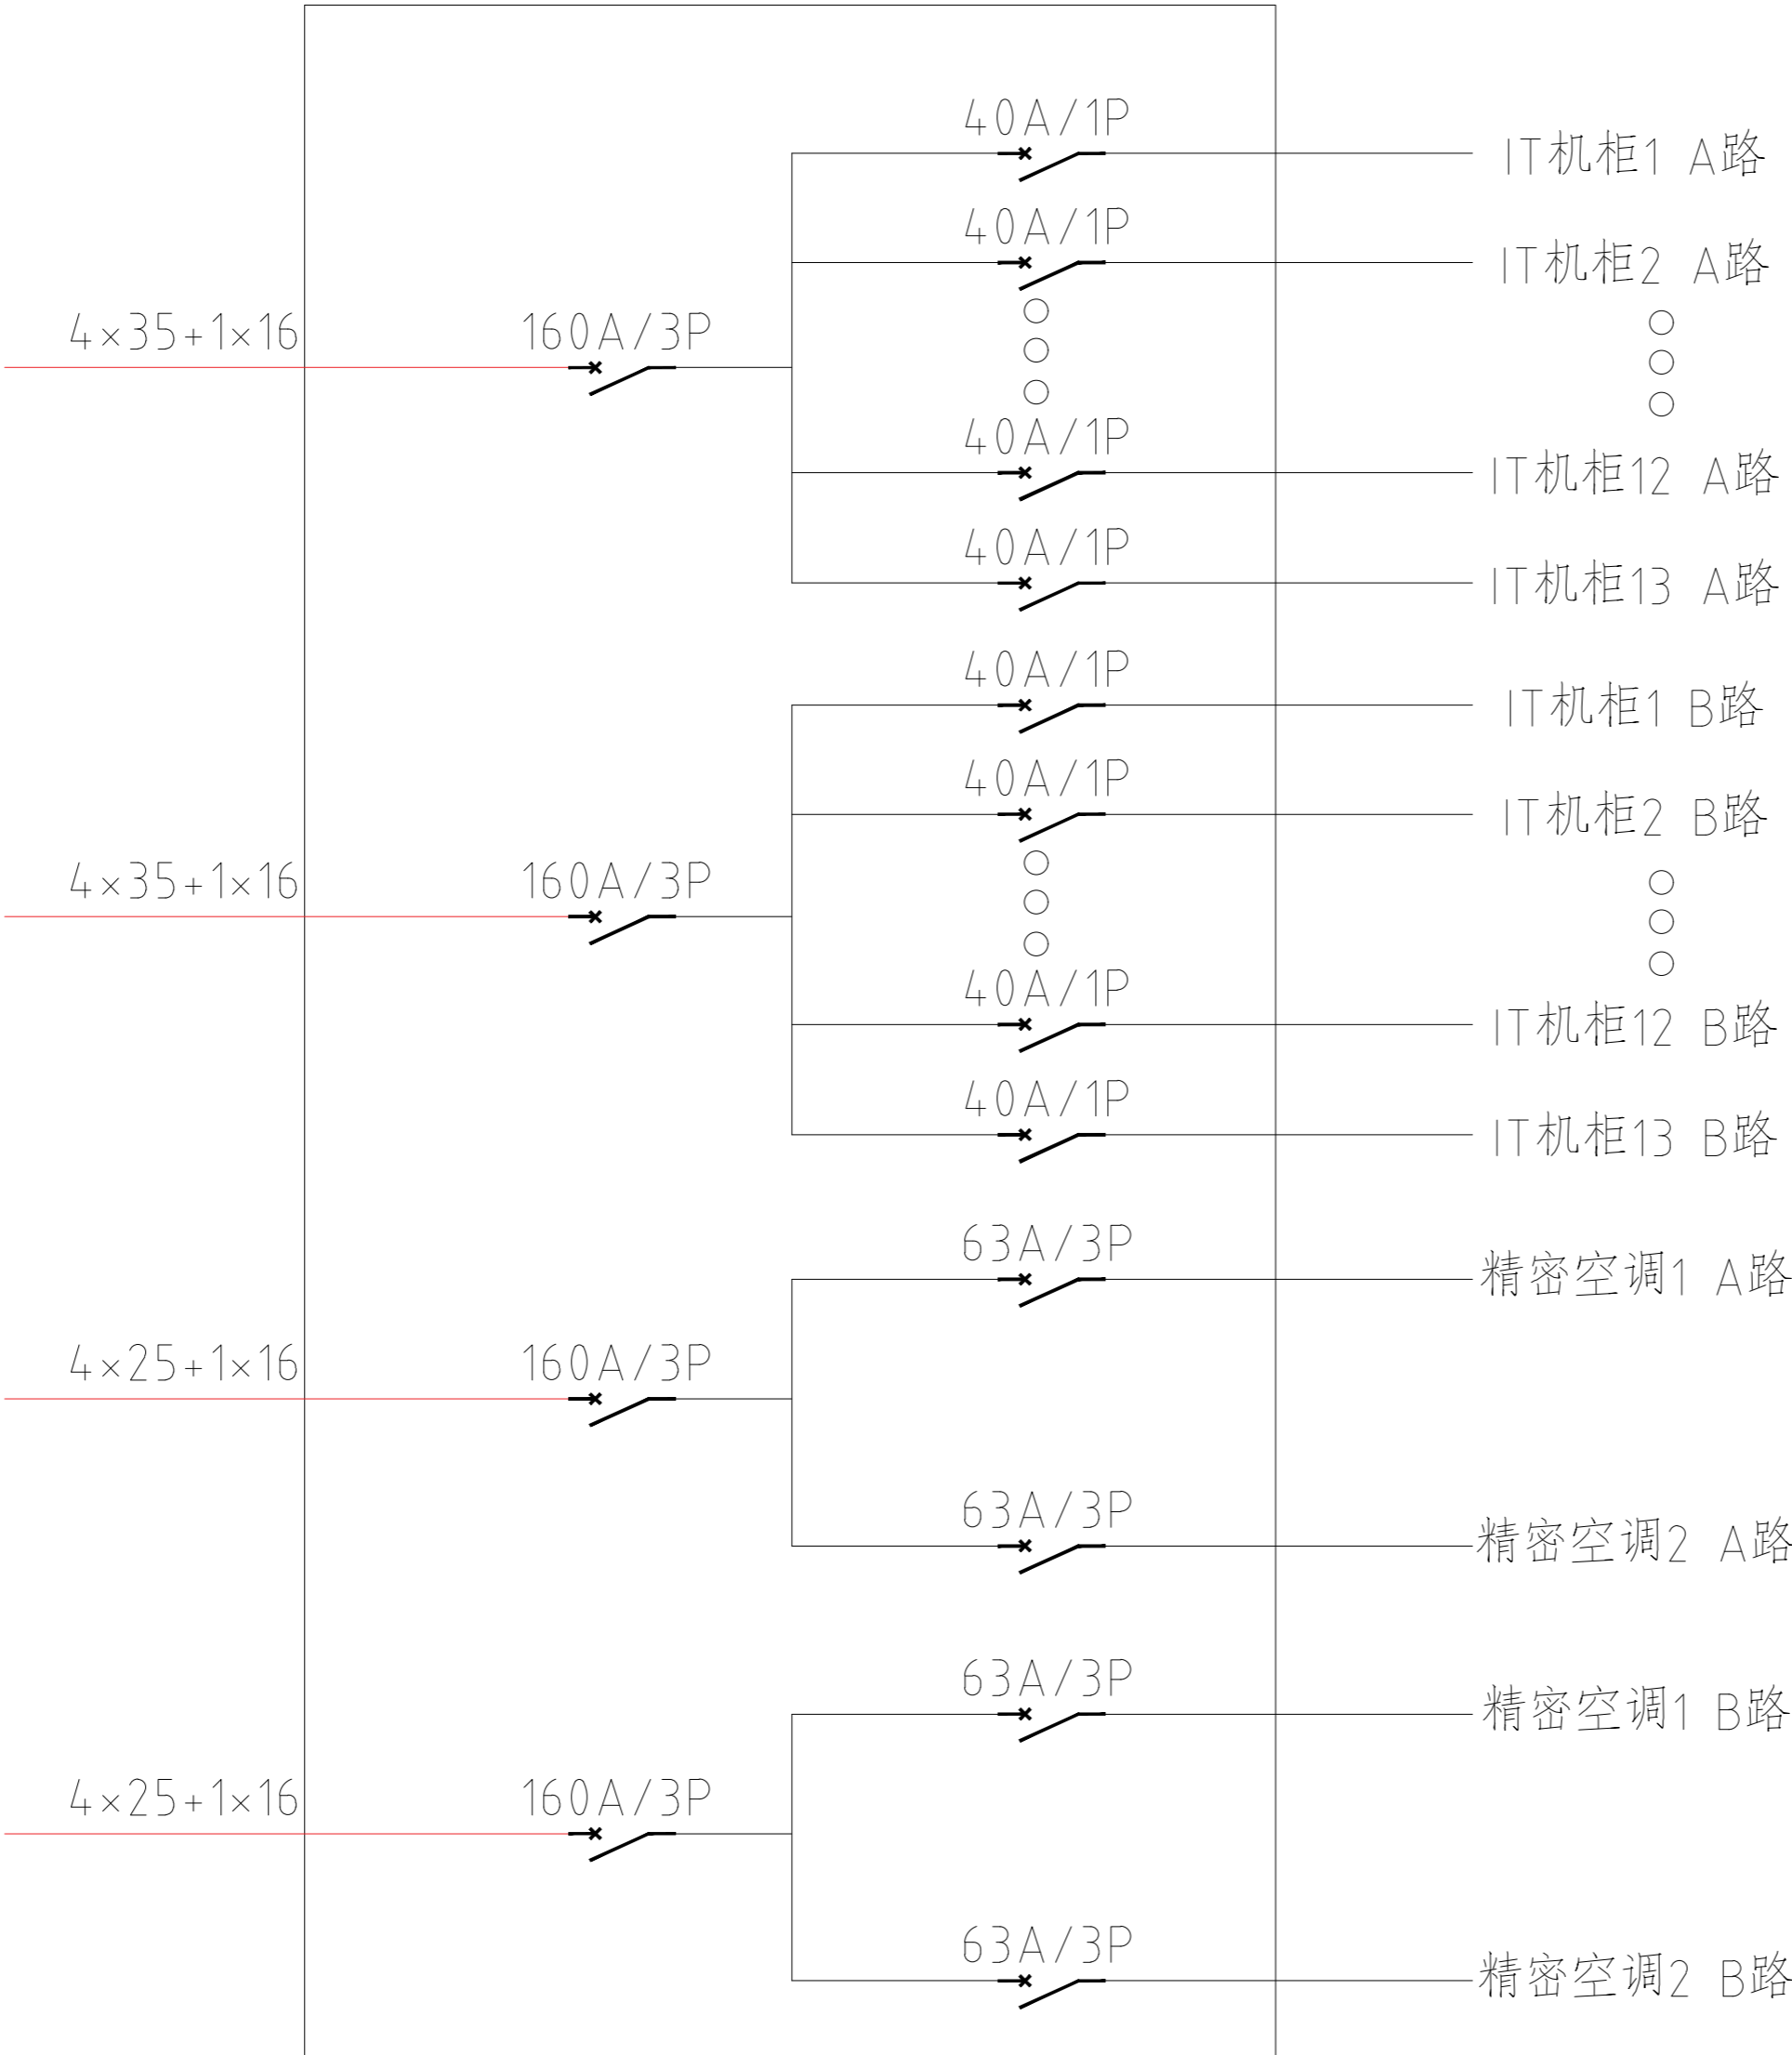 40A/1P
IT机柜1 A路
40A/1P
IT机柜2 A路
4×35+1×16
160A/3P
40A/1P
IT机柜12 A路
40A/1P
IT机柜13 A路
40A/1P
IT机柜1 B路
40A/1P
IT机柜2 B路
4×35+1×16
160A/3P
40A/1P
IT机柜12 B路
40A/1P
IT机柜13 B路
63A/3P
精密空调1 A路
4×25+1×16
160A/3P
63A/3P
精密空调2 A路
63A/3P
精密空调1 B路
4×25+1×16
160A/3P
63A/3P
精密空调2 B路